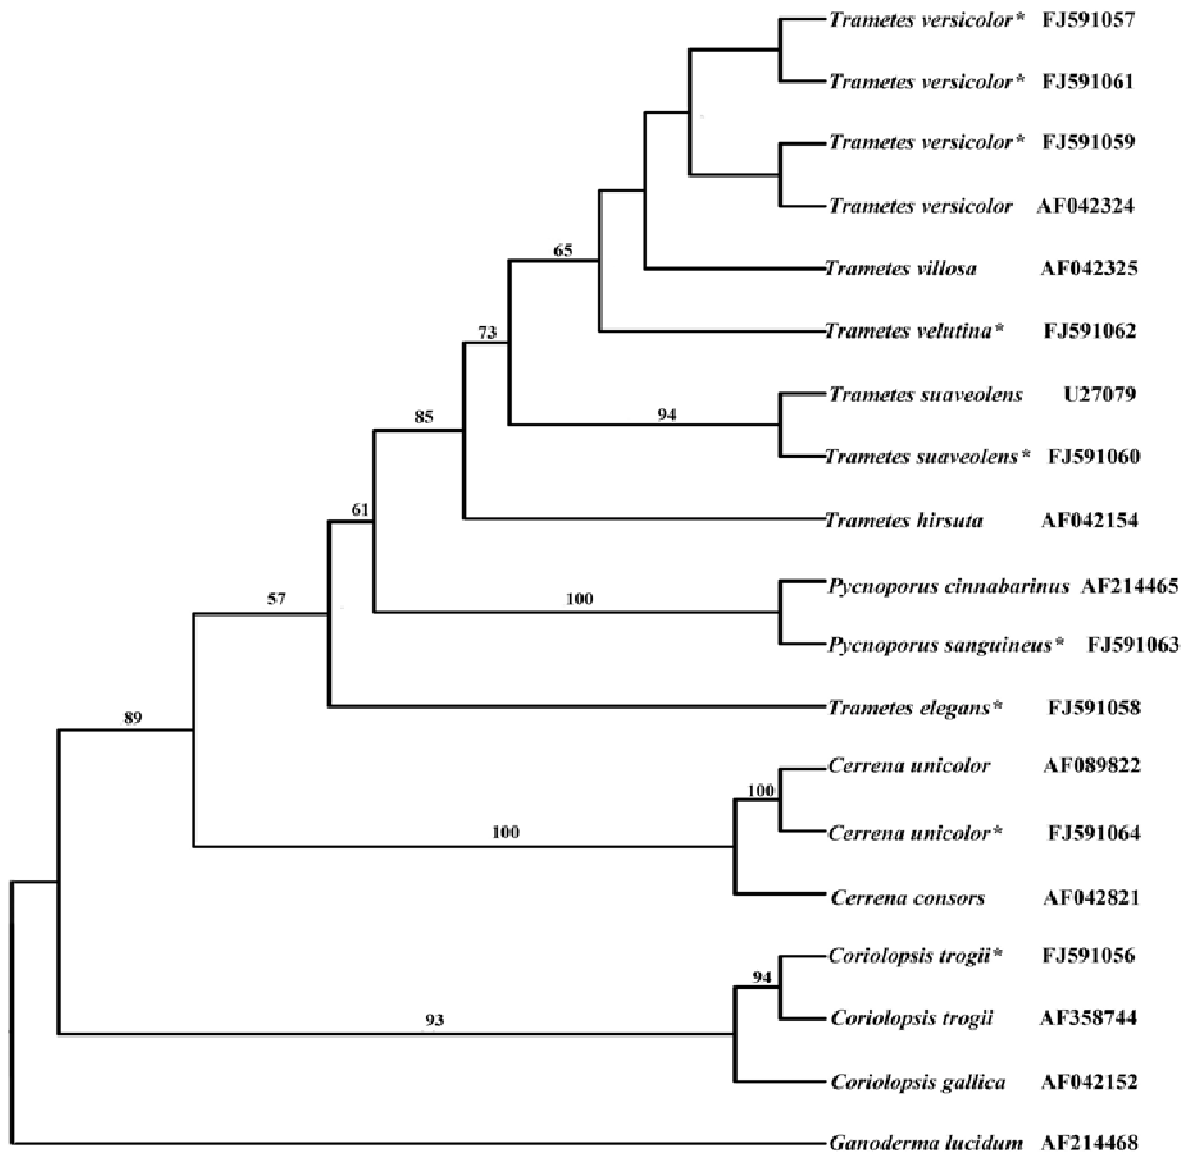 Trametes versicolor* FJ591057
Trametes versicolor* FJ591061
Trametes versicolor* FJ591059
Trametes versicolor AF042324
65
Trametes villosa AF042325
73
Trametes velutina* FJ591062
Trametes suaveolens U27079
85
94
Trametes suaveolens* FJ591060
61
Trametes hirsuta AF042154
57
100
Pycnoporus cinnabarinus AF214465
Pycnoporus sanguineus* FJ591063
89
Trametes elegans* FJ591058
Cerrena unicolor AF089822
100
100
Cerrena unicolor* FJ591064
Cerrena consors AF042821
Coriolopsis trogii* FJ591056
94
93
Coriolopsis trogii AF358744
Coriolopsis gallica AF042152
Ganoderma lucidum AF214468